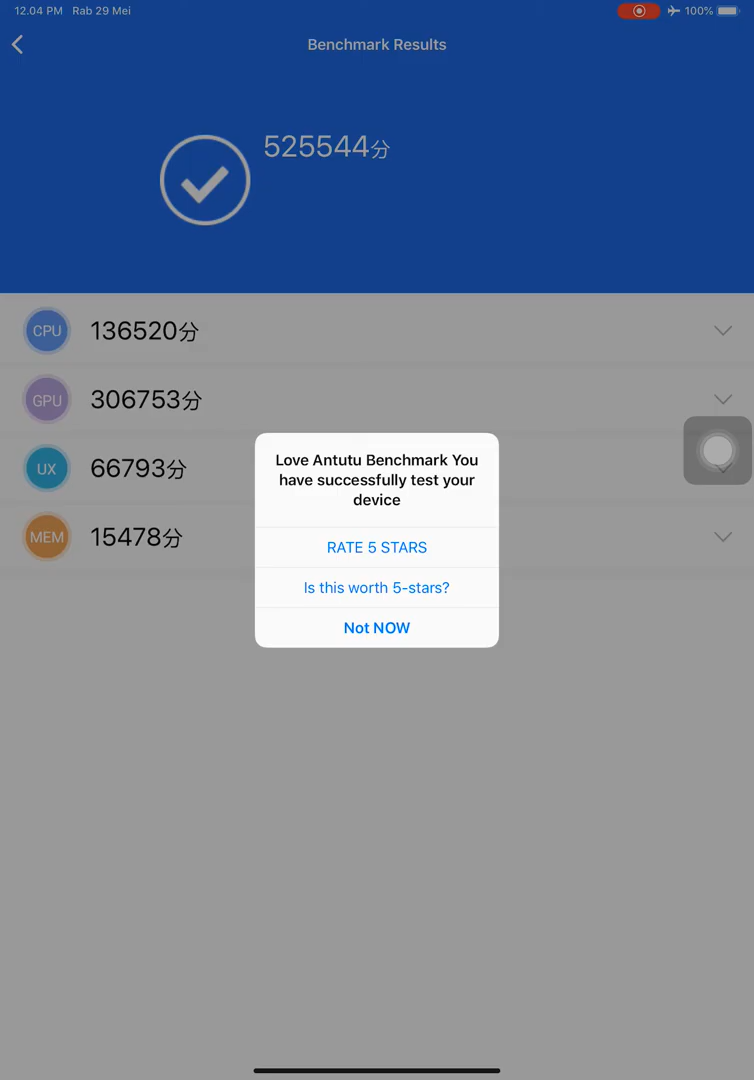 12.04 PM Rab 29 Mei
100%
Benchmark Results
525544分
CPU 136520分
GPU 306753分
UX 66793分
MEM 15478分
Love Antutu Benchmark You
have successfully test your
device
RATE 5 STARS
Is this worth 5-stars?
Not NOW